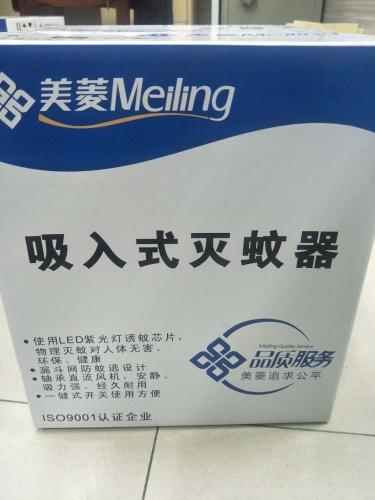 美菱Meiling
吸入式灭蚊器
• 使用LED紫光灯诱蚊芯片,
物理灭蚊对人体无害、
环保、健康
• 漏斗网防蚊逃设计
• 轴承直流风机,安静、
吸力强、经久耐用
• 一健式开关使用方便
ISO9001认证企业
Meiling Quality Service
品质服务
美菱追求公平